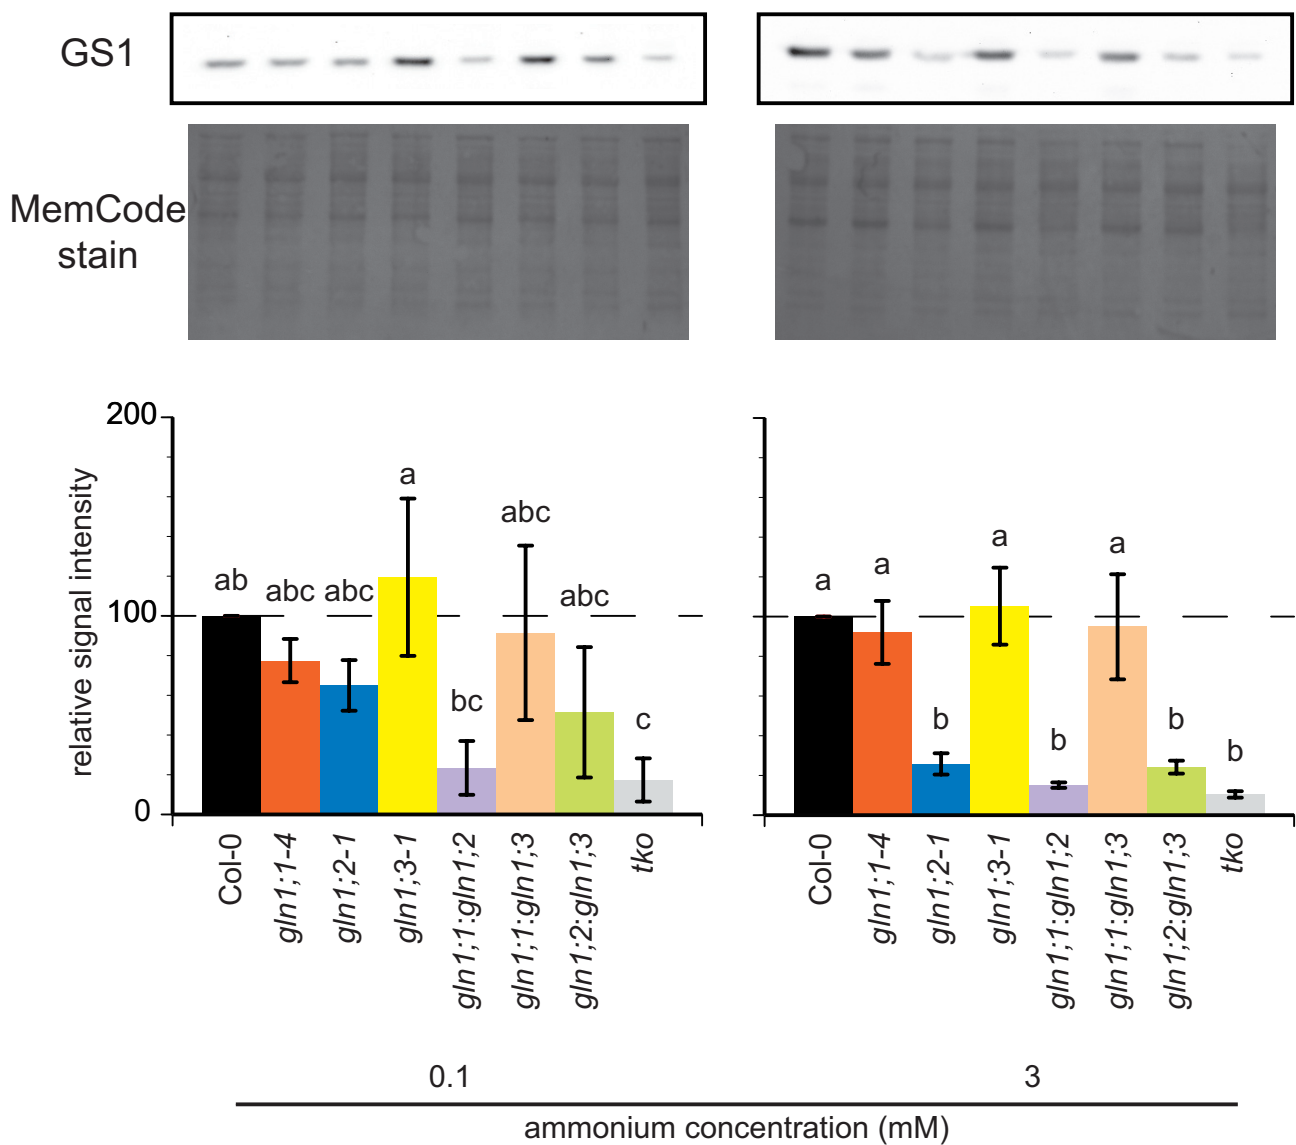 GS1
MemCode
stain
200
100
0
relative signal intensity
ab
abc
abc
a
bc
abc
abc
c
a
a
b
a
b
a
b
b
Col-0
gln1;1-4
gln1;2-1
gln1;3-1
gln1;1:gln1;2
gln1;1:gln1;3
gln1;2:gln1;3
tko
Col-0
gln1;1-4
gln1;2-1
gln1;3-1
gln1;1:gln1;2
gln1;1:gln1;3
gln1;2:gln1;3
tko
0.1
3
ammonium concentration (mM)